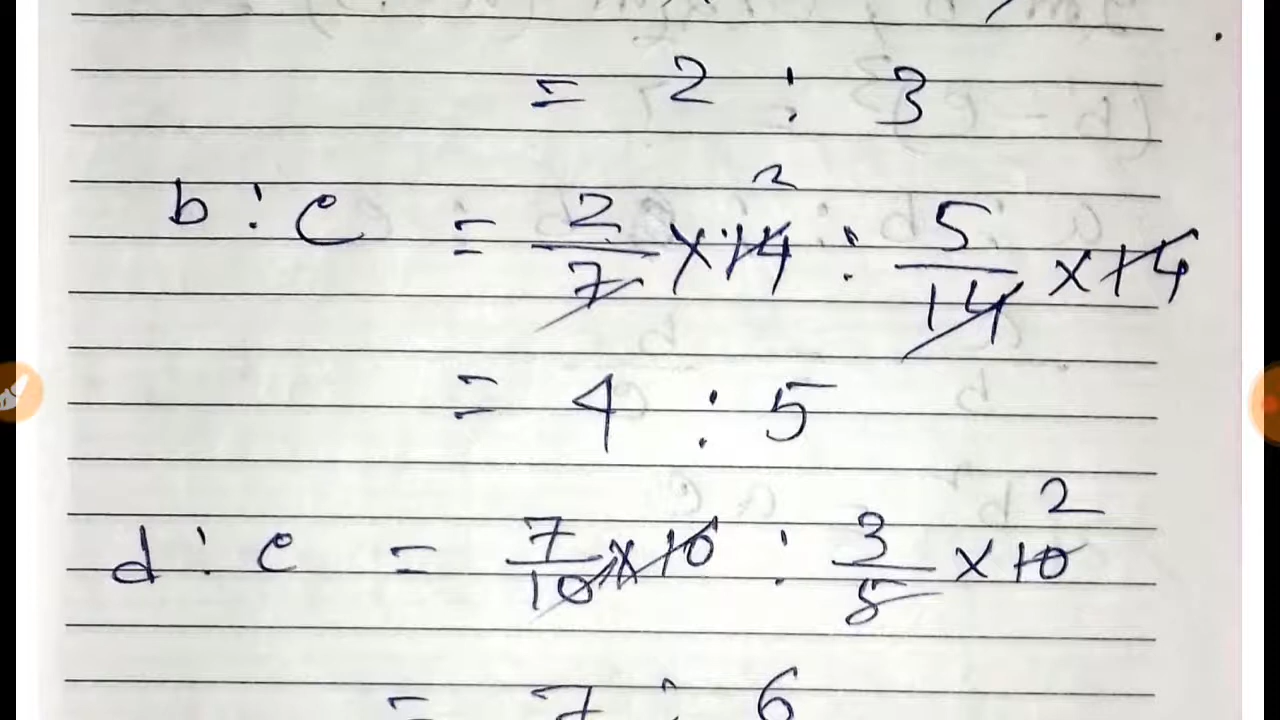 = 2 : 3
b : c = 2/7 × 14 2 : 5/14 × 14
= 4 : 5
d : e = 7/10 × 10 : 3/5 × 10 2
= 7 : 6